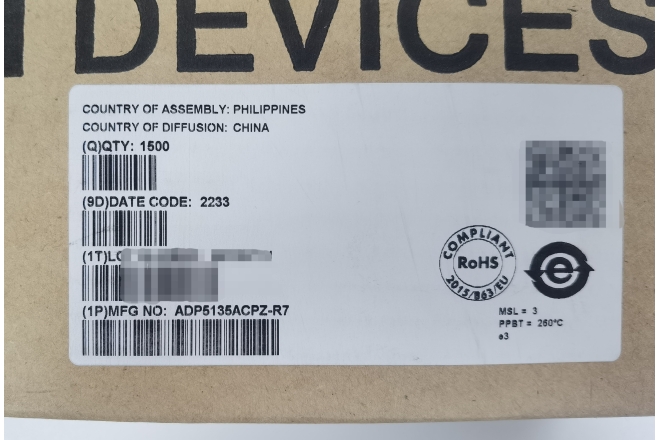 DEVICES
COUNTRY OF ASSEMBLY: PHILIPPINES
COUNTRY OF DIFFUSION: CHINA
(Q)QTY: 1500
(9D)DATE CODE: 2233
(1T)LO
(1P)MFG NO: ADP5135ACPZ-R7
COMPLIANT
RoHS
2015/863/EU
e
MSL = 3
PPBT = 260°C
e3